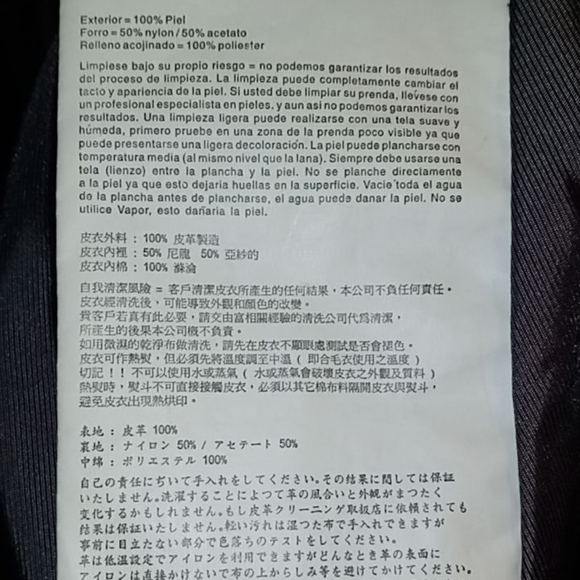 Exterior = 100% Piel
Forro = 50% nylon / 50% acetato
Relleno acojinado = 100% poliester
Limpiese bajo su propio riesgo = no podemos garantizar los resultados
del proceso de limpieza. La limpieza puede completamente cambiar el
tacto y apariencia de la piel. Si usted debe limpiar su prenda, llévese con
un profesional especialista en pieles, y aun asi no podemos garantizar los
resultados. Una limpieza ligera puede realizarse con una tela suave y
húmeda, primero pruebe en una zona de la prenda poco visible ya que
puede presentarse una ligera decoloración. La piel puede plancharse con
temperatura media (al mismo nivel que la lana). Siempre debe usarse una
tela (lienzo) entre la plancha y la piel. No se planche directamente
a la piel ya que esto dejaria huellas en la superficie. Vacie toda el agua
de la plancha antes de plancharse, el agua puede danar la piel. No se
utilice Vapor, esto dañaria la piel.
皮衣外料 : 100% 皮革製造
皮衣內裡 : 50% 尼龍 50% 亞紗的
皮衣內棉 : 100% 滌淪
自我清潔風險 = 客戶清潔皮衣所產生的任何結果，本公司不負任何責任。
皮衣經清洗後，可能導致外觀和顏色的改變。
貴客戶若真有此必要，請交由富相關經驗的清洗公司代為清潔，
所產生的後果本公司概不負責。
如用微濕的乾淨布做清洗，請先在皮衣不顯眼處測試是否會褪色。
皮衣可作熱熨，但必須先將溫度調至中溫 ( 即合毛衣使用之溫度 )
切記 ! ! 不可以使用水或蒸氣 ( 水或蒸氣會破壞皮衣之外觀及質料 )
熱熨時，熨斗不可直接接觸皮衣，必須以其它棉布料隔開皮衣與熨斗，
避免皮衣出現熱烘印。
表地 : 皮革 100%
裏地 : ナイロン 50% / アセテート 50%
中綿 : ポリエステル 100%
自己の責任にぢいて手入れをしてください。その結果に関しては保証
いたしません。洗濯することによつて革の風合いと外観がまつたく
変化するかもしれません。もし皮革クリーニング取扱店に依頼されても
結果は保証いたしません。軽い汚れは湿つた布で手入れできますが
事前に目立たない部分で色落ちのテストをしてください。
革は低温設定でアイロンを利用できますがどんなとき革の表面に
アイロンは直接かけないで布の上からしみ等を避けてかけてください。